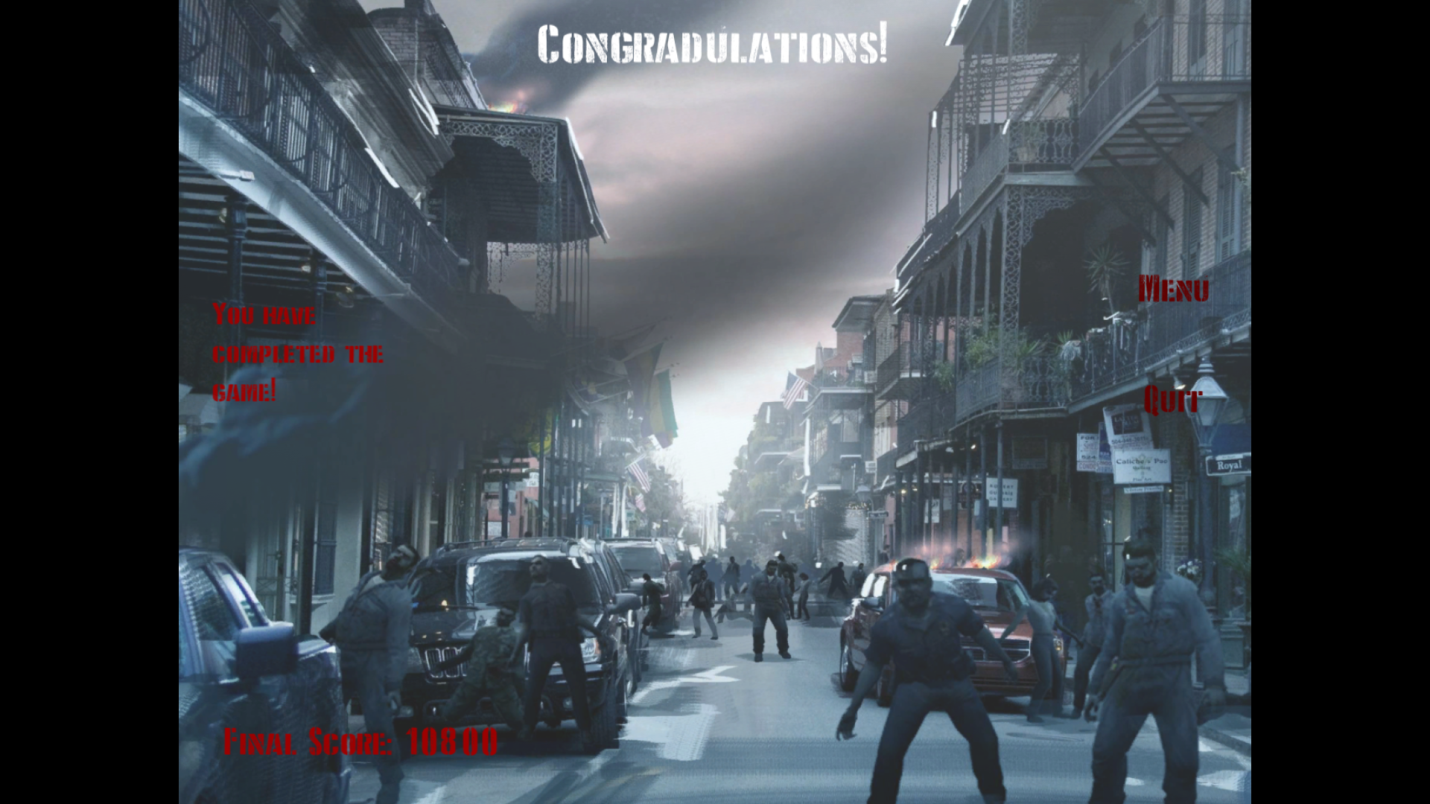 Congradulations!
You have
completed the
game!
Menu
Quit
Royal
Final Score: 10800